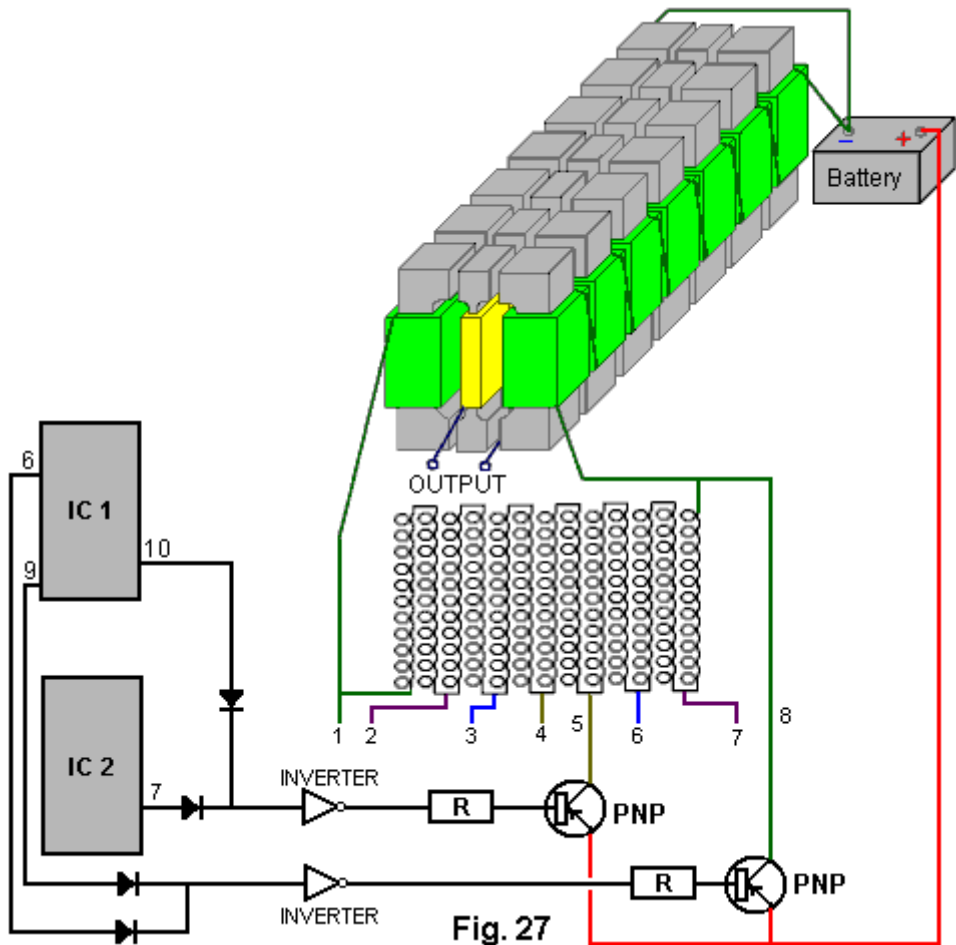 −
+
Battery
OUTPUT
6
IC 1
10
9
1
2
3
4
5
6
7
8
IC 2
7
INVERTER
R
PNP
R
PNP
INVERTER
Fig. 27